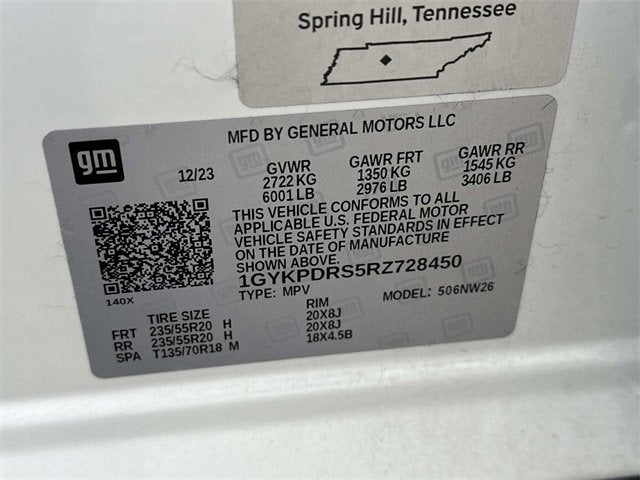 Spring Hill, Tennessee
gm
MFD BY GENERAL MOTORS LLC
12/23
GVWR
2722 KG
6001 LB
GAWR FRT
1350 KG
2976 LB
GAWR RR
1545 KG
3406 LB
THIS VEHICLE CONFORMS TO ALL
APPLICABLE U.S. FEDERAL MOTOR
VEHICLE SAFETY STANDARDS IN EFFECT
ON THE DATE OF MANUFACTURE
SHOWN ABOVE.
1GYKPDRS5RZ728450
TYPE: MPV
MODEL: 506NW26
140X
TIRE SIZE RIM
FRT 235/55R20 H 20X8J
RR 235/55R20 H 20X8J
SPA T135/70R18 M 18X4.5B